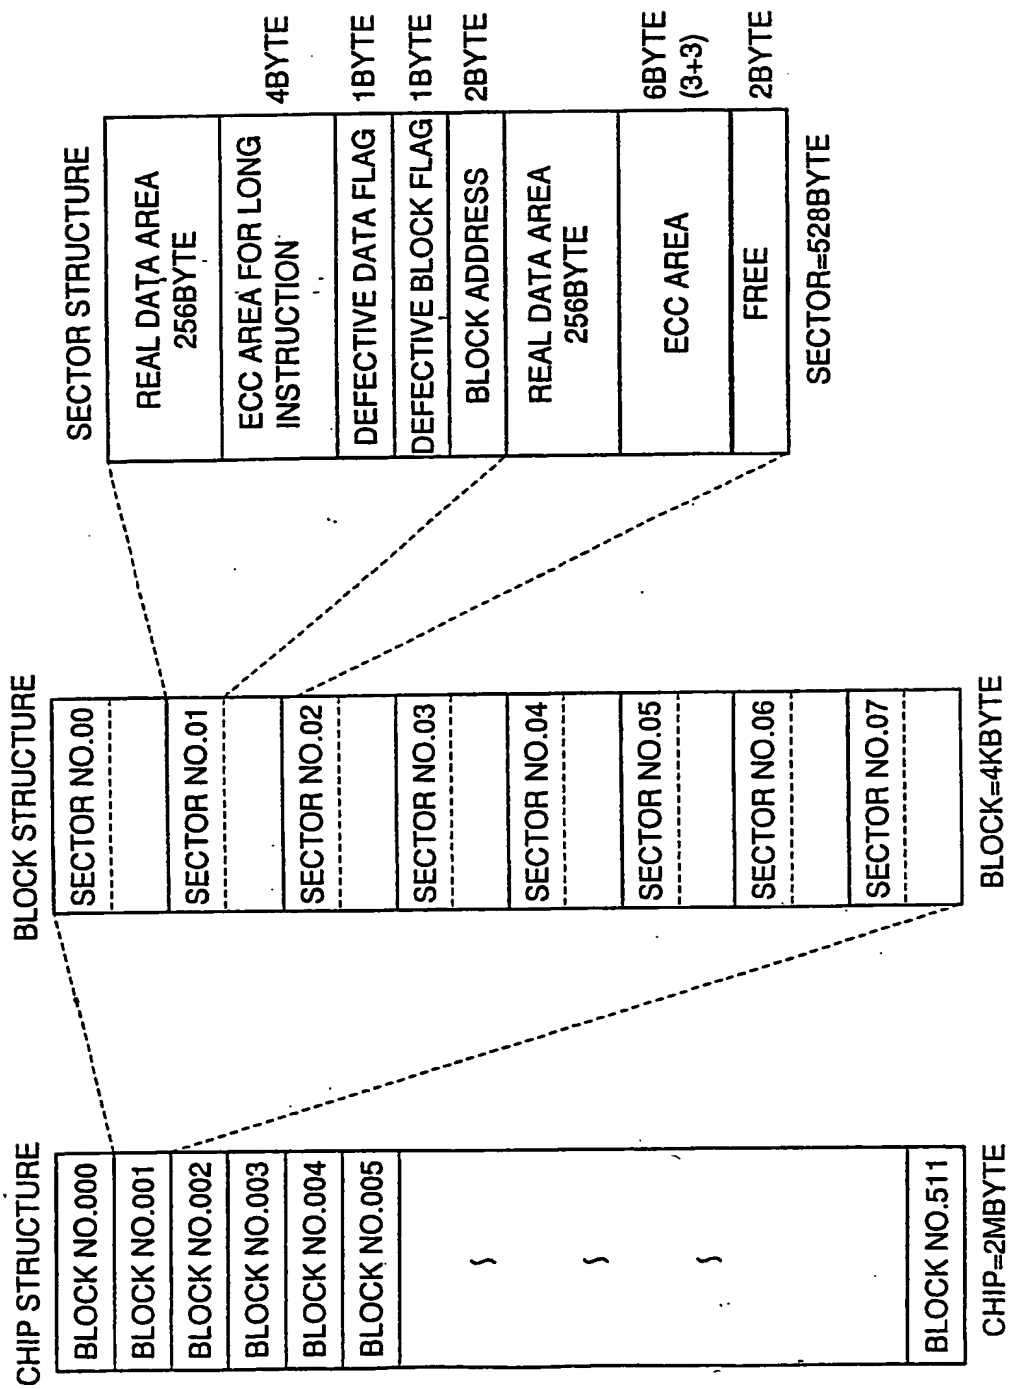 CHIP STRUCTURE
BLOCK NO.000
BLOCK NO.001
BLOCK NO.002
BLOCK NO.003
BLOCK NO.004
BLOCK NO.005
BLOCK NO.511
CHIP=2MBYTE
BLOCK STRUCTURE
SECTOR NO.00
SECTOR NO.01
SECTOR NO.02
SECTOR NO.03
SECTOR NO.04
SECTOR NO.05
SECTOR NO.06
SECTOR NO.07
BLOCK=4KBYTE
SECTOR STRUCTURE
REAL DATA AREA
256BYTE
ECC AREA FOR LONG
INSTRUCTION
4BYTE
DEFECTIVE DATA FLAG
1BYTE
DEFECTIVE BLOCK FLAG
1BYTE
BLOCK ADDRESS
2BYTE
REAL DATA AREA
256BYTE
ECC AREA
6BYTE
(3+3)
FREE
2BYTE
SECTOR=528BYTE